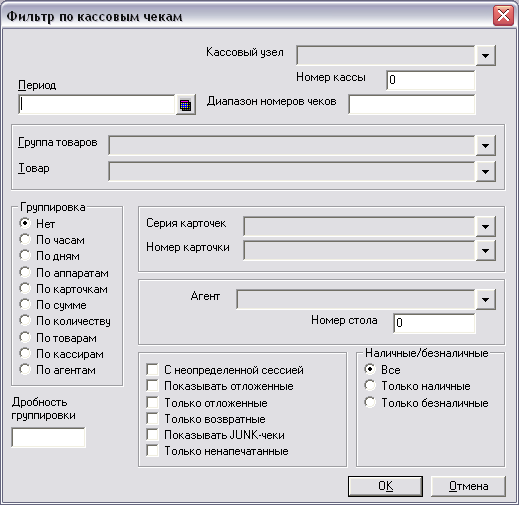 Фильтр по кассовым чекам
Кассовый узел
Номер кассы 0
Период
Диапазон номеров чеков
Группа товаров
Товар
Группировка
Нет
По часам
По дням
По аппаратам
По карточкам
По сумме
По количеству
По товарам
По кассирам
По агентам
Дробность
группировки
Серия карточек
Номер карточки
Агент
Номер стола 0
С неопределенной сессией
Показывать отложенные
Только отложенные
Только возвратные
Показывать JUNK-чеки
Только ненапечатанные
Наличные/безналичные
Все
Только наличные
Только безналичные
OK
Отмена